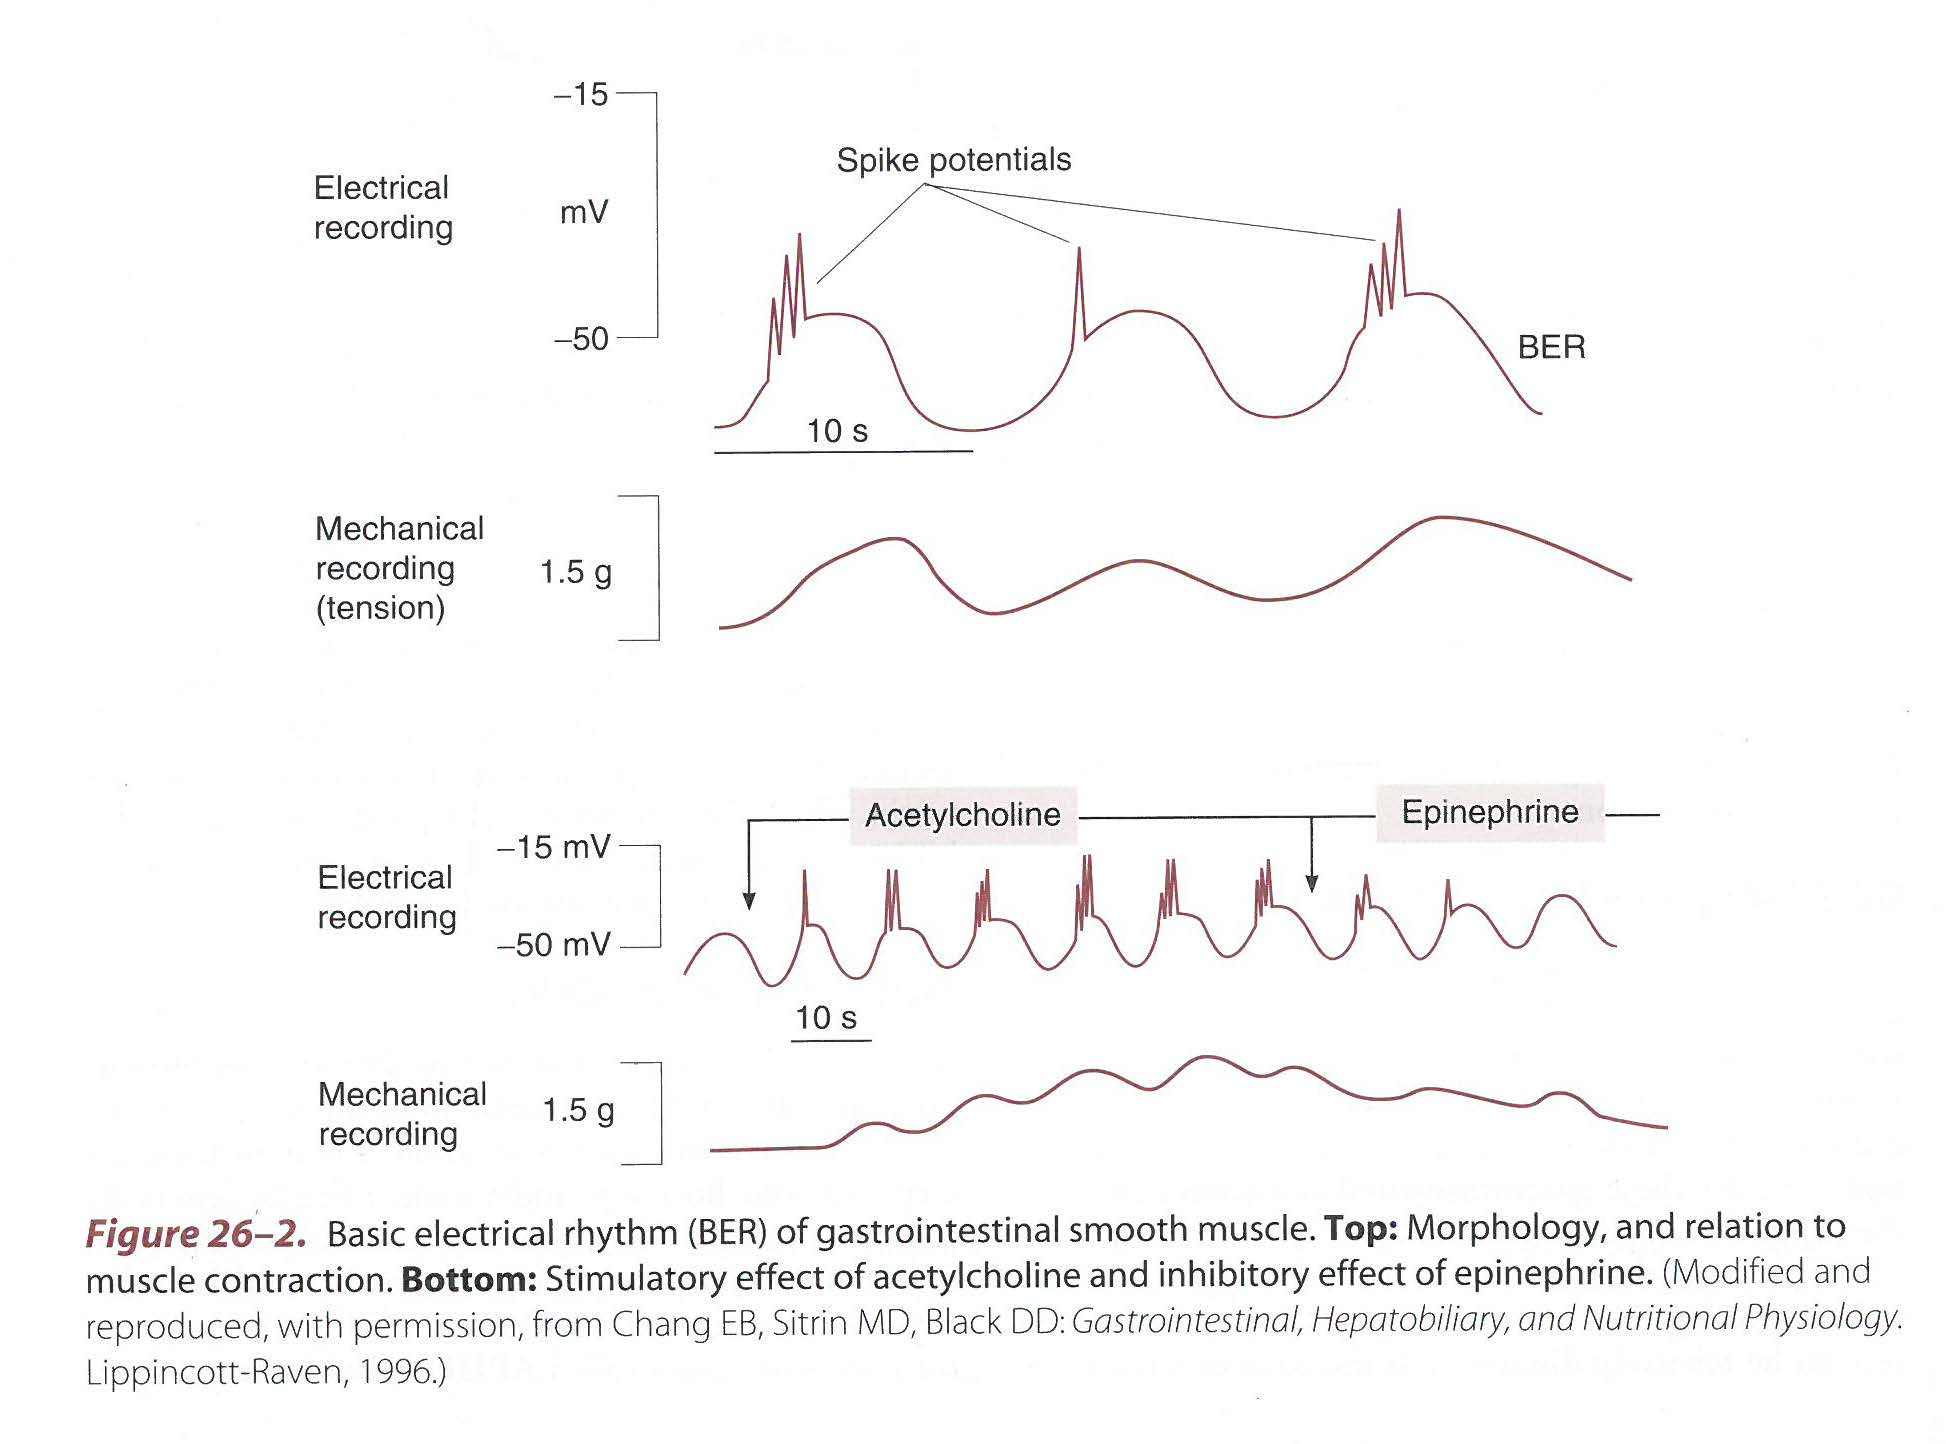 –15
Spike potentials
Electrical
recording
mV
–50
BER
10 s
Mechanical
recording
(tension)
1.5 g
Acetylcholine
Epinephrine
–15 mV
Electrical
recording
–50 mV
10 s
Mechanical
recording
1.5 g
Figure 26–2. Basic electrical rhythm (BER) of gastrointestinal smooth muscle. Top: Morphology, and relation to
muscle contraction. Bottom: Stimulatory effect of acetylcholine and inhibitory effect of epinephrine. (Modified and
reproduced, with permission, from Chang EB, Sitrin MD, Black DD: Gastrointestinal, Hepatobiliary, and Nutritional Physiology.
Lippincott-Raven, 1996.)